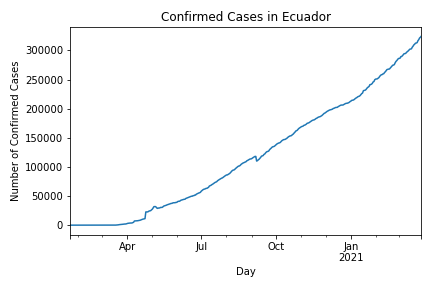 Confirmed Cases in Ecuador
Number of Confirmed Cases
300000
250000
200000
150000
100000
50000
0
Apr
Jul
Oct
Jan
2021
Day